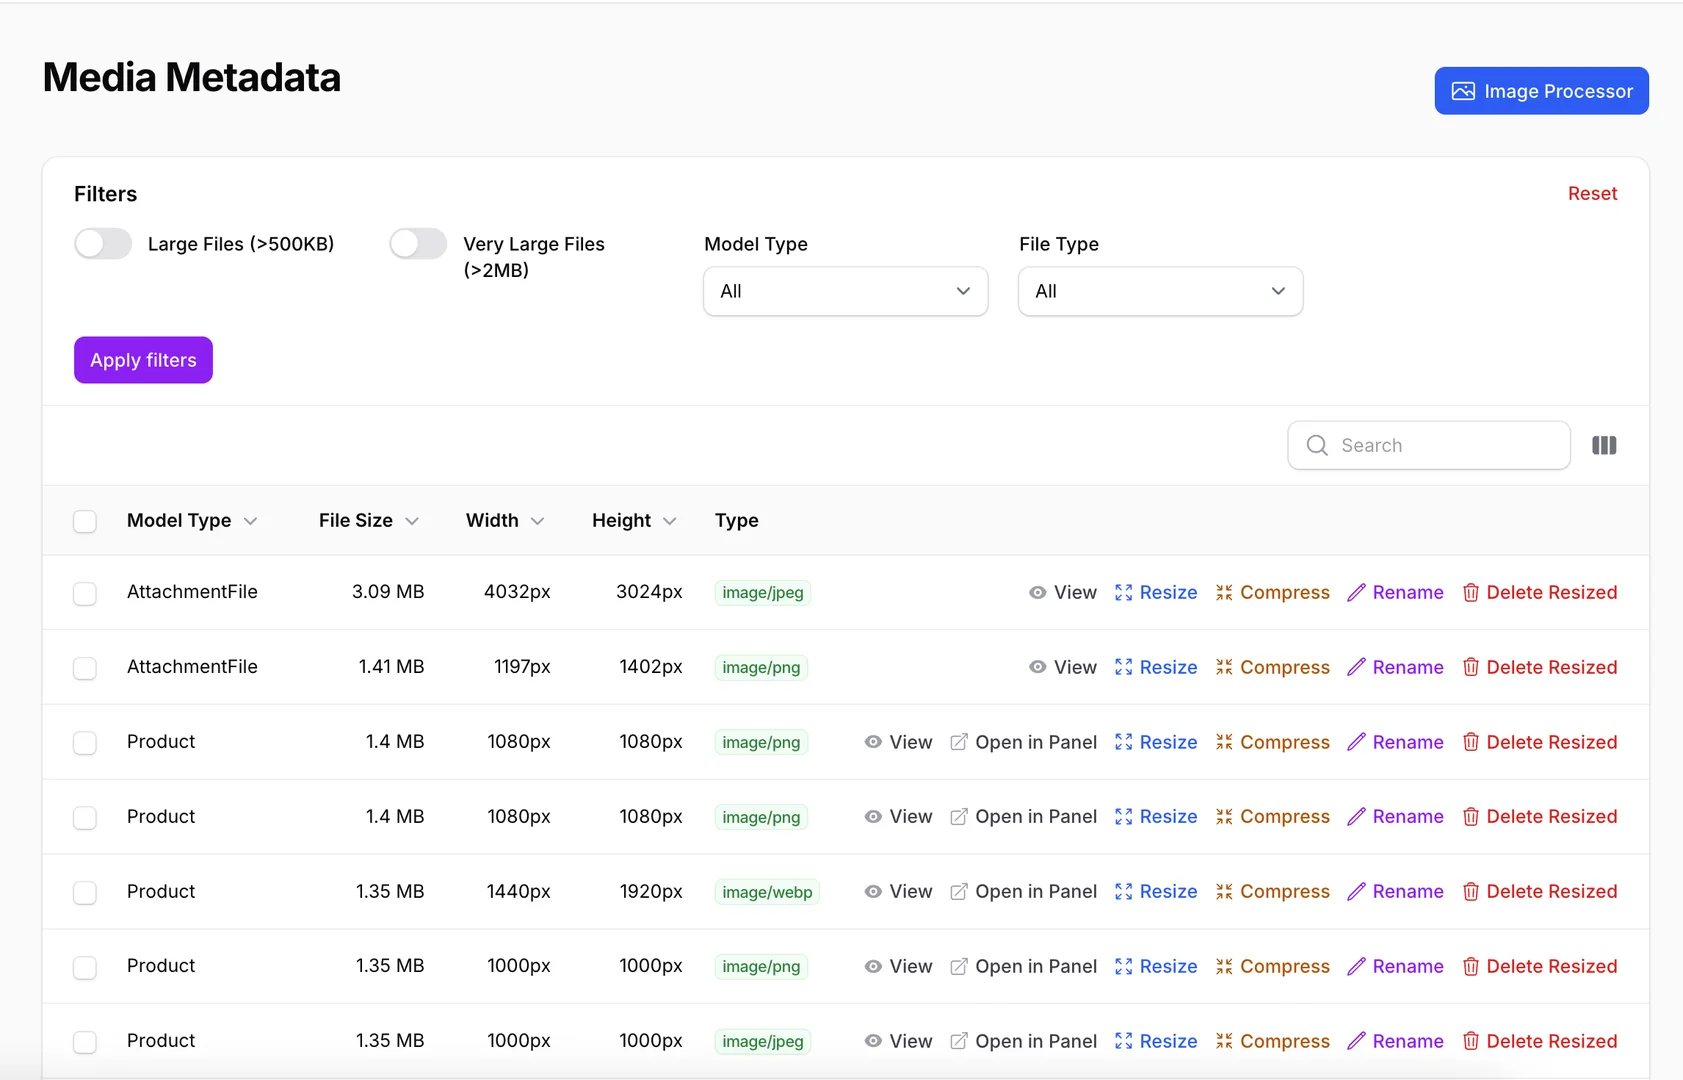 Media Metadata
Image Processor
Filters
Reset
Large Files (>500KB)
Very Large Files
(>2MB)
Model Type
All
File Type
All
Apply filters
Search
Model Type File Size Width Height Type
AttachmentFile 3.09 MB 4032px 3024px image/jpeg View Resize Compress Rename Delete Resized
AttachmentFile 1.41 MB 1197px 1402px image/png View Resize Compress Rename Delete Resized
Product 1.4 MB 1080px 1080px image/png View Open in Panel Resize Compress Rename Delete Resized
Product 1.4 MB 1080px 1080px image/png View Open in Panel Resize Compress Rename Delete Resized
Product 1.35 MB 1440px 1920px image/webp View Open in Panel Resize Compress Rename Delete Resized
Product 1.35 MB 1000px 1000px image/png View Open in Panel Resize Compress Rename Delete Resized
Product 1.35 MB 1000px 1000px image/jpeg View Open in Panel Resize Compress Rename Delete Resized